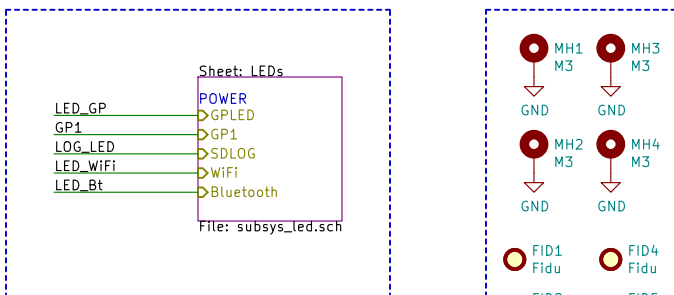 Sheet: LEDs
POWER
LED_GP
GPLED
GP1
GP1
LOG_LED
SDLOG
LED_WiFi
WiFi
LED_Bt
Bluetooth
File: subsys_led.sch
MH1
M3
GND
MH3
M3
GND
MH2
M3
GND
MH4
M3
GND
FID1
Fidu
FID4
Fidu